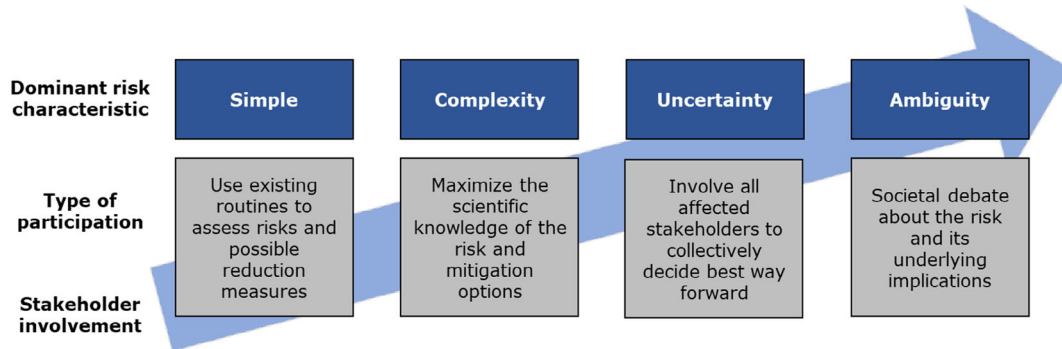 Dominant risk
characteristic
Simple
Complexity
Uncertainty
Ambiguity
Type of
participation
Use existing
routines to
assess risks and
possible
reduction
measures
Maximize the
scientific
knowledge of the
risk and
mitigation
options
Involve all
affected
stakeholders to
collectively
decide best way
forward
Societal debate
about the risk
and its
underlying
implications
Stakeholder
involvement